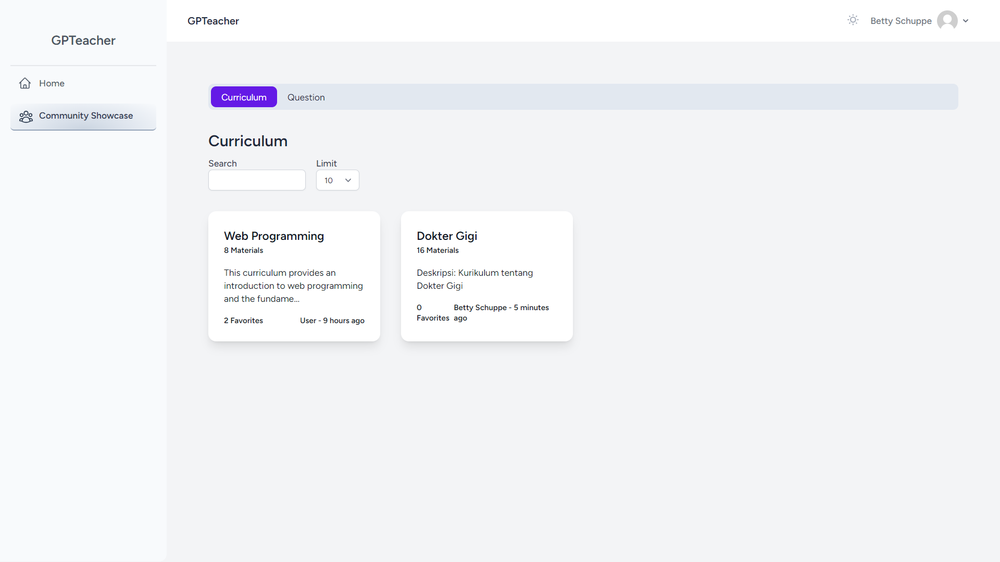 GPTeacher
Home
Community Showcase
GPTeacher
Betty Schuppe
Curriculum
Question
Curriculum
Search
Limit
10
Web Programming
8 Materials
This curriculum provides an
introduction to web programming
and the fundame...
2 Favorites
User - 9 hours ago
Dokter Gigi
16 Materials
Deskripsi: Kurikulum tentang
Dokter Gigi
0
Favorites
Betty Schuppe - 5 minutes
ago